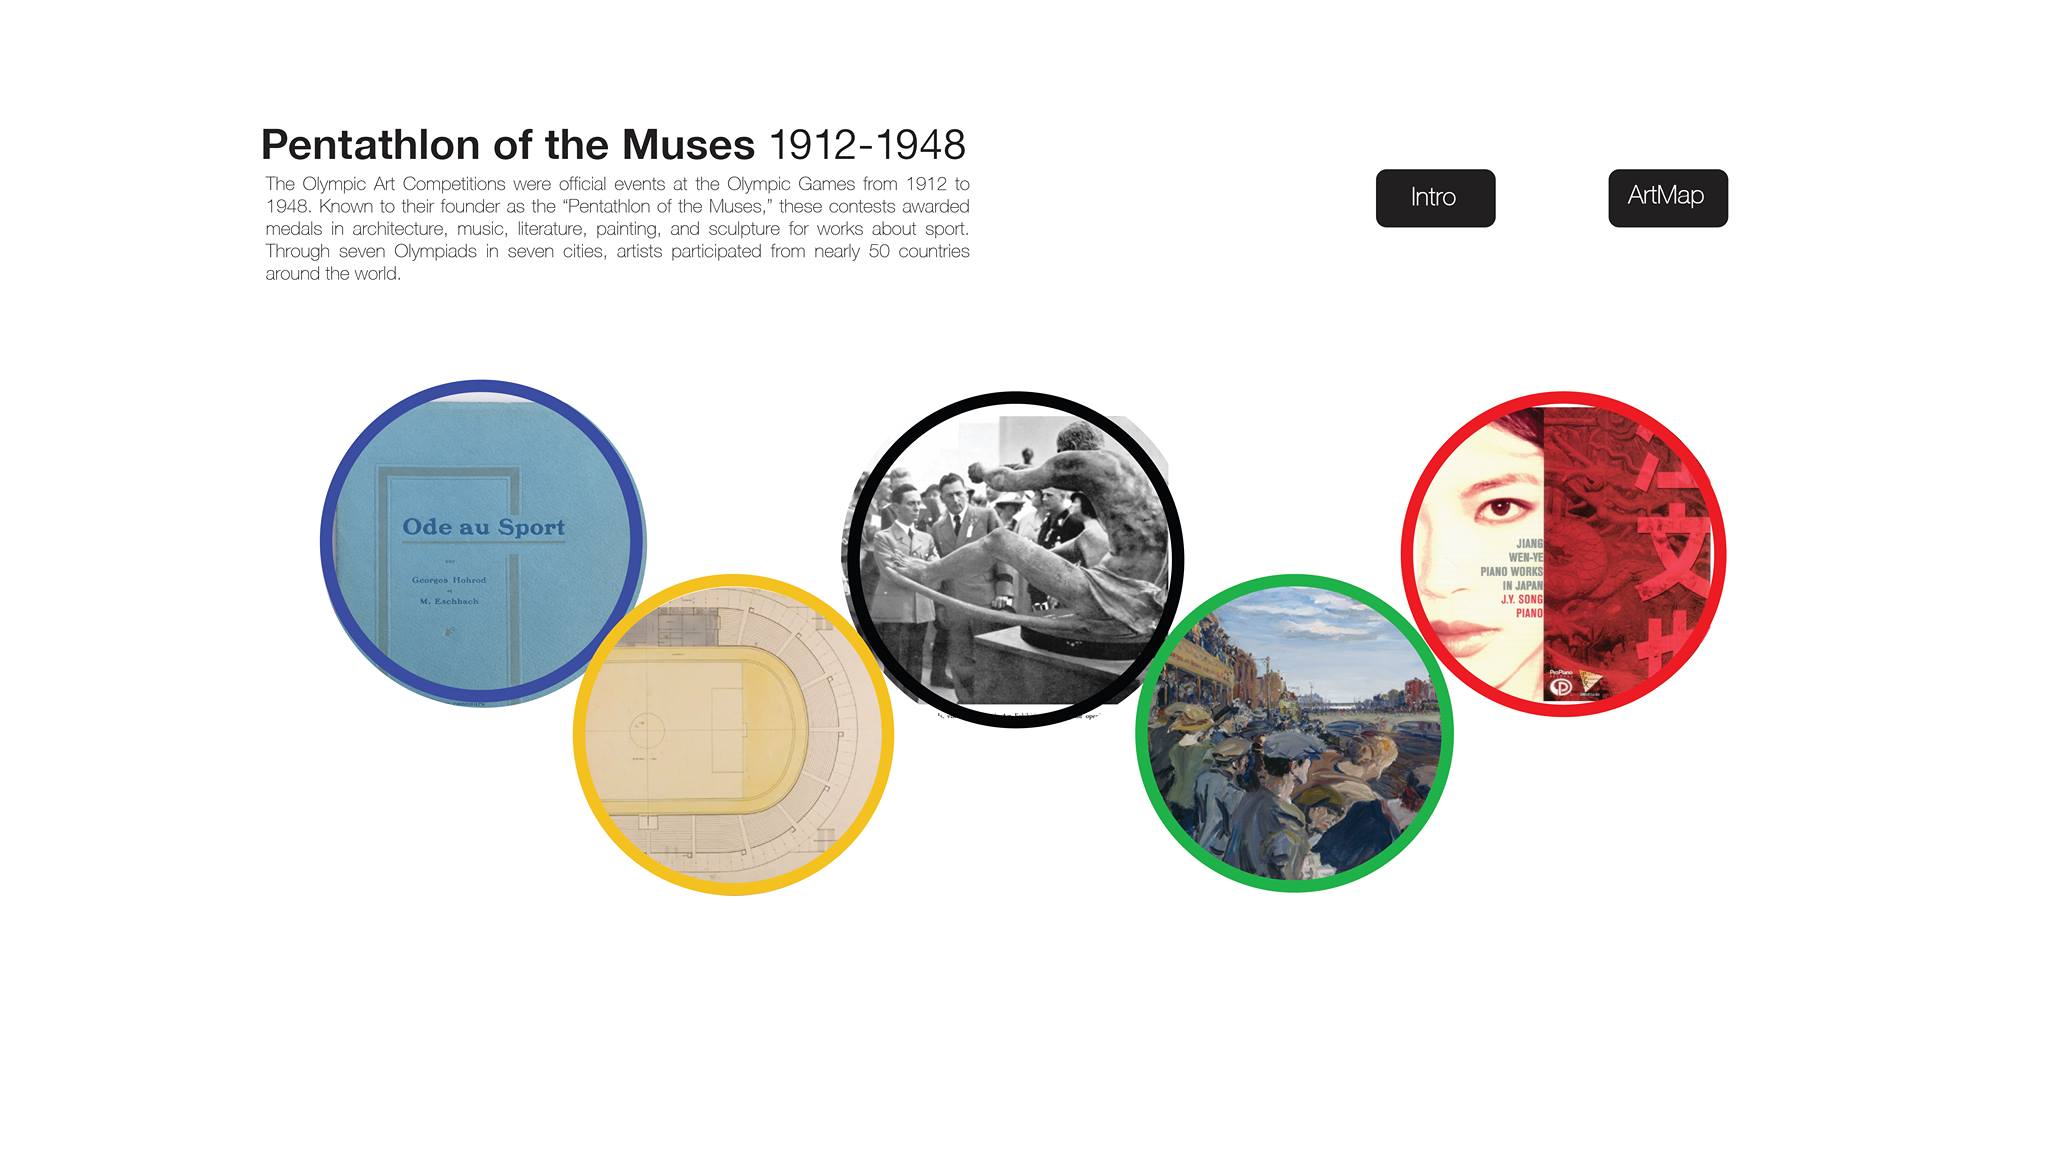 Pentathlon of the Muses 1912-1948
The Olympic Art Competitions were official events at the Olympic Games from 1912 to
1948. Known to their founder as the “Pentathlon of the Muses,” these contests awarded
medals in architecture, music, literature, painting, and sculpture for works about sport.
Through seven Olympiads in seven cities, artists participated from nearly 50 countries
around the world.
Intro
ArtMap
Ode au Sport
Georges Hohrod
M. Eschbach
JIANG
WEN-YE
PIANO WORKS
IN JAPAN
J.Y. SONG
PIANO
ProPiano
文